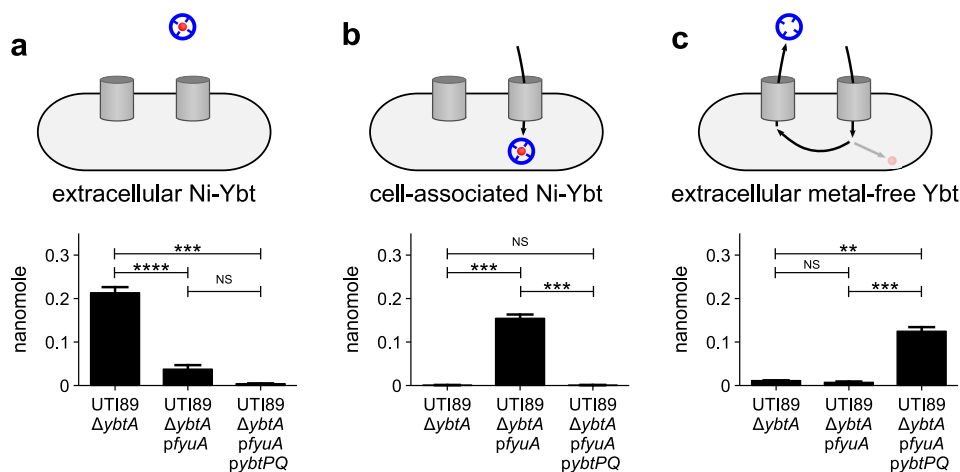 a
extracellular Ni-Ybt
nanomole
0.3
0.2
0.1
0
***
****
NS
UTI89
ΔybtA
UTI89
ΔybtA
pfyuA
UTI89
ΔybtA
pfyuA
pybtPQ
b
cell-associated Ni-Ybt
nanomole
0.3
0.2
0.1
0
NS
***
***
UTI89
ΔybtA
UTI89
ΔybtA
pfyuA
UTI89
ΔybtA
pfyuA
pybtPQ
c
extracellular metal-free Ybt
nanomole
0.3
0.2
0.1
0
**
NS
***
UTI89
ΔybtA
UTI89
ΔybtA
pfyuA
UTI89
ΔybtA
pfyuA
pybtPQ